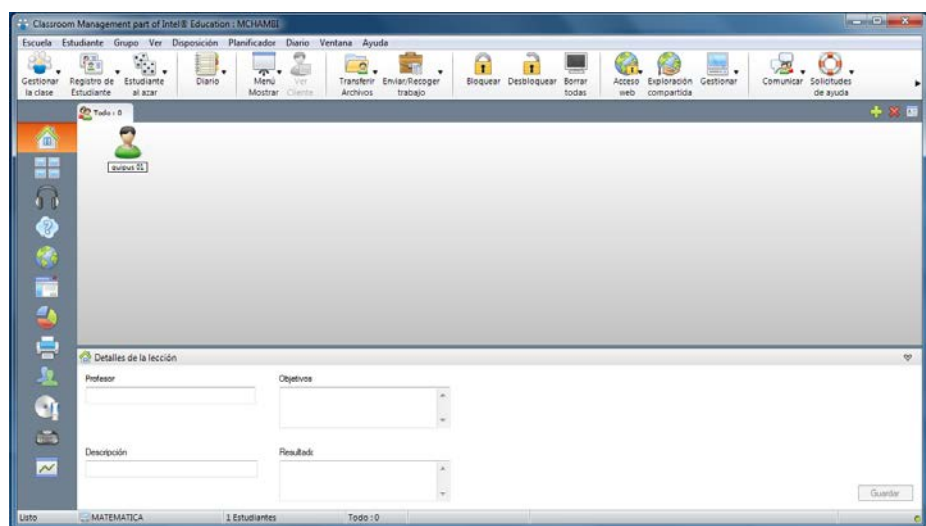 Classroom Management part of Intel® Education : MCHAMBI
Escuela Estudiante Grupo Ver Disposición Planificador Diario Ventana Ayuda
Gestionar la clase
Registro de Estudiante
Estudiante al azar
Diario
Menú Mostrar
Ver Cliente
Transferir Archivos
Enviar/Recoger trabajo
Bloquear
Desbloquear
Borrar todas
Acceso web
Exploración compartida
Gestionar
Comunicar
Solicitudes de ayuda
Todo : 0
quipus 01
Detalles de la lección
Profesor
Objetivos
Descripción
Guardar
Listo MATEMATICA 1 Estudiantes Todo : 0